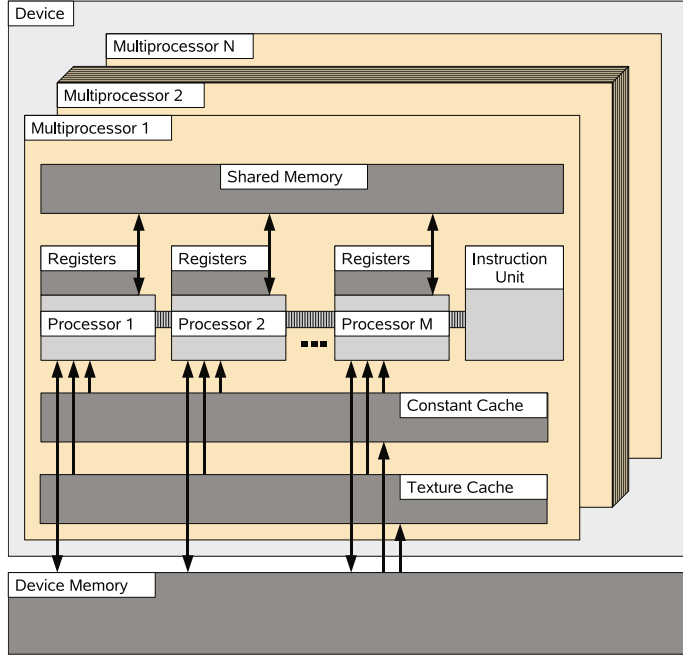 Device
Multiprocessor N
Multiprocessor 2
Multiprocessor 1
Shared Memory
Registers
Registers
Registers
Instruction
Unit
Processor 1
Processor 2
Processor M
Constant Cache
Texture Cache
Device Memory